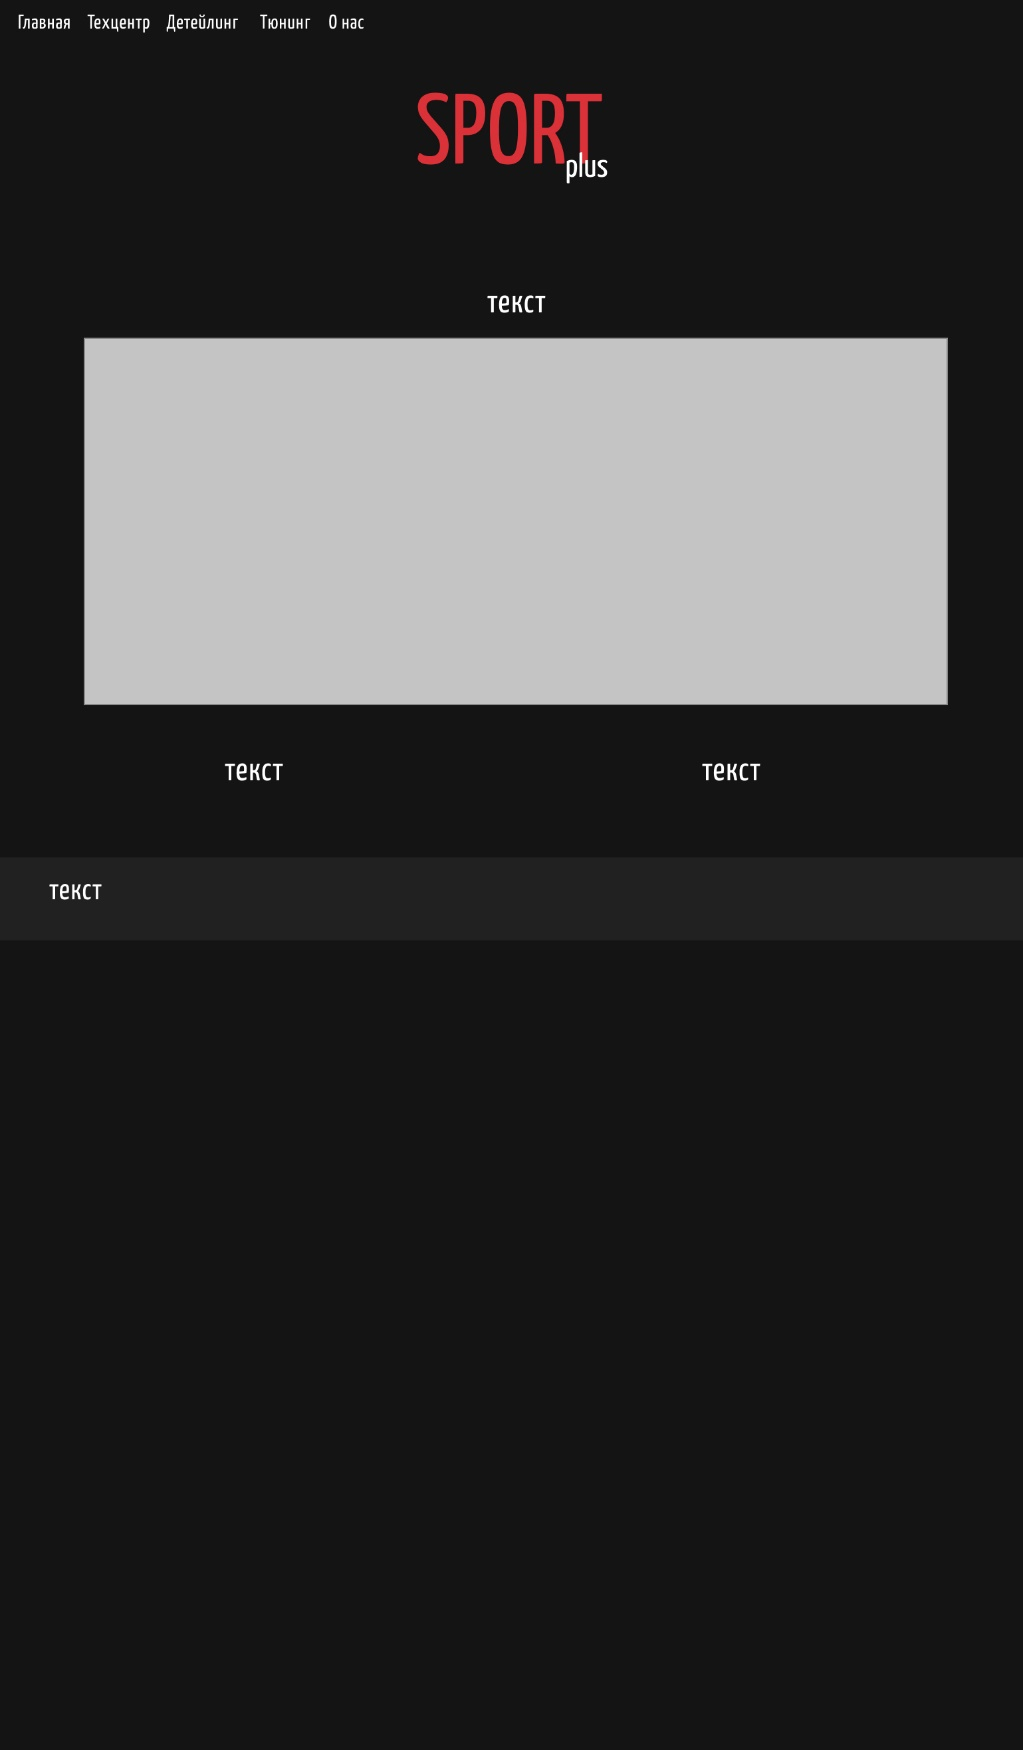 Главная Техцентр Детейлинг Тюнинг О нас
SPORT
plus
текст
текст текст
текст